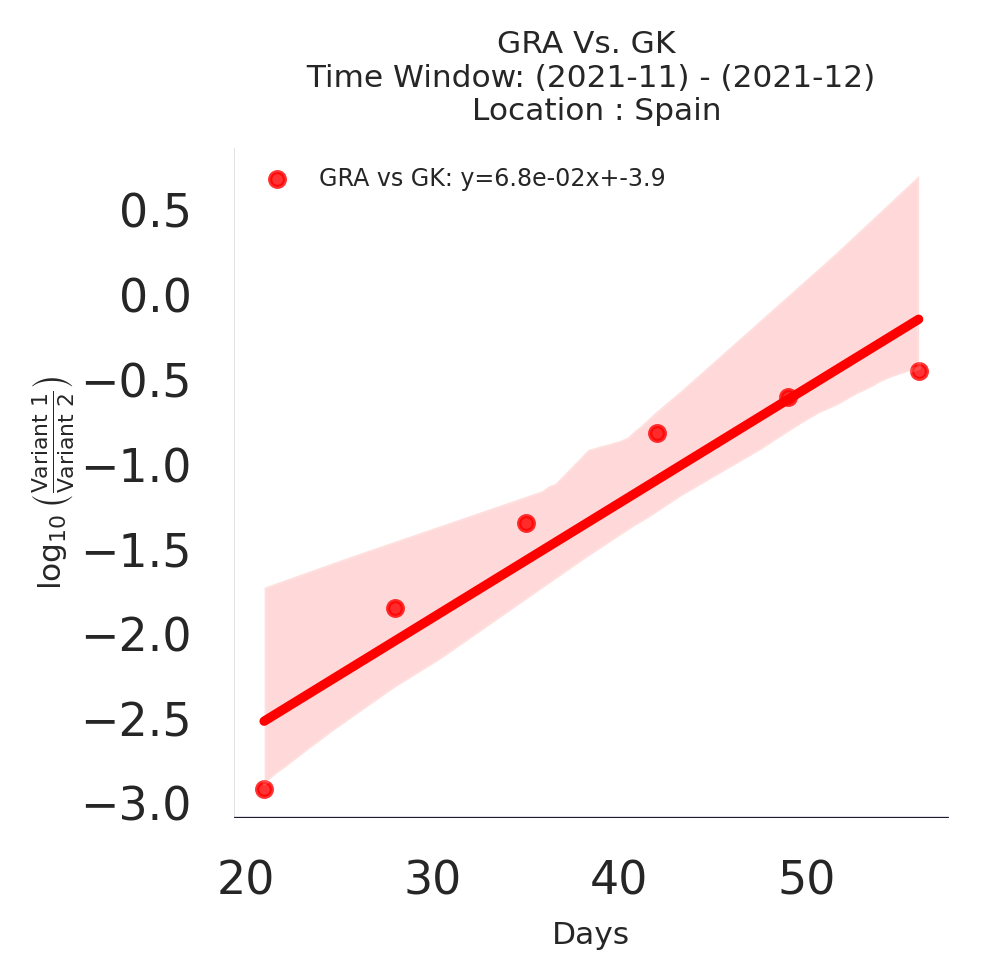 GRA Vs. GK
Time Window: (2021-11) - (2021-12)
Location : Spain
GRA vs GK: y=6.8e-02x+-3.9
0.5
0.0
−0.5
−1.0
−1.5
−2.0
−2.5
−3.0
log10 (Variant 1 / Variant 2)
20 30 40 50
Days